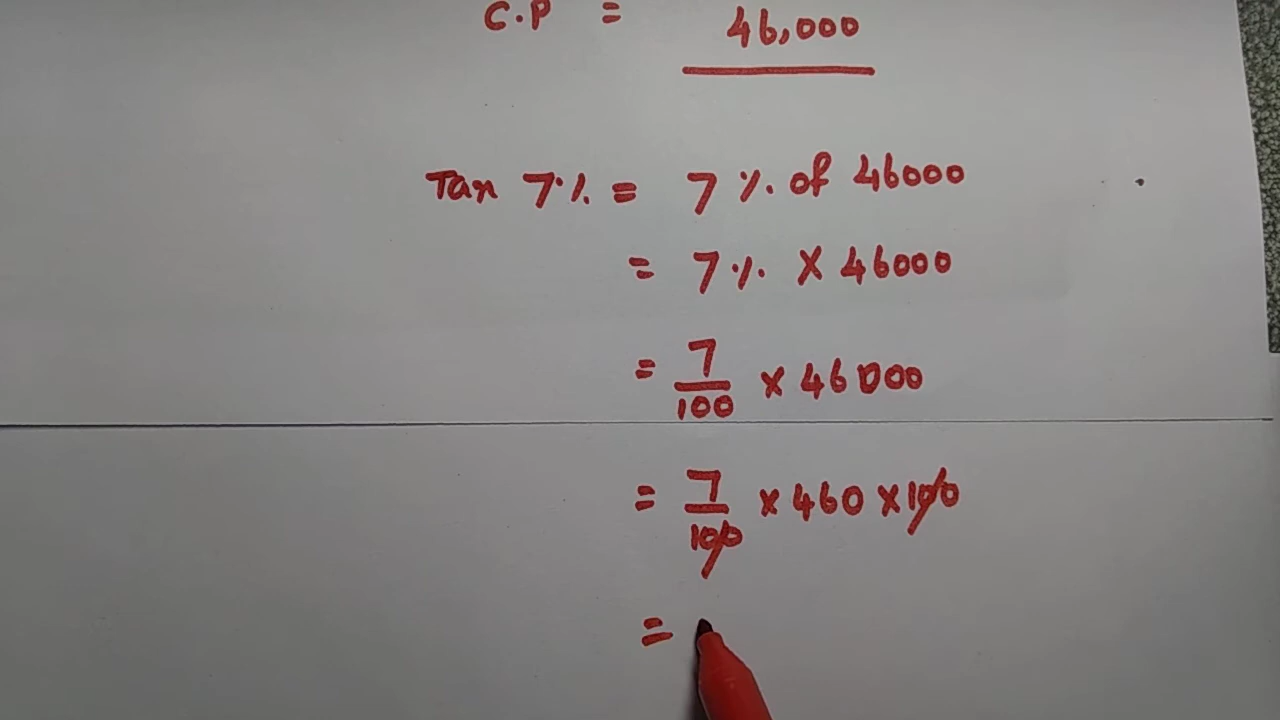 C.P = 46,000
Tax 7% = 7% of 46000
= 7% X 46000
= 7/100 x 46000
= 7/100 x 460 x 100
=